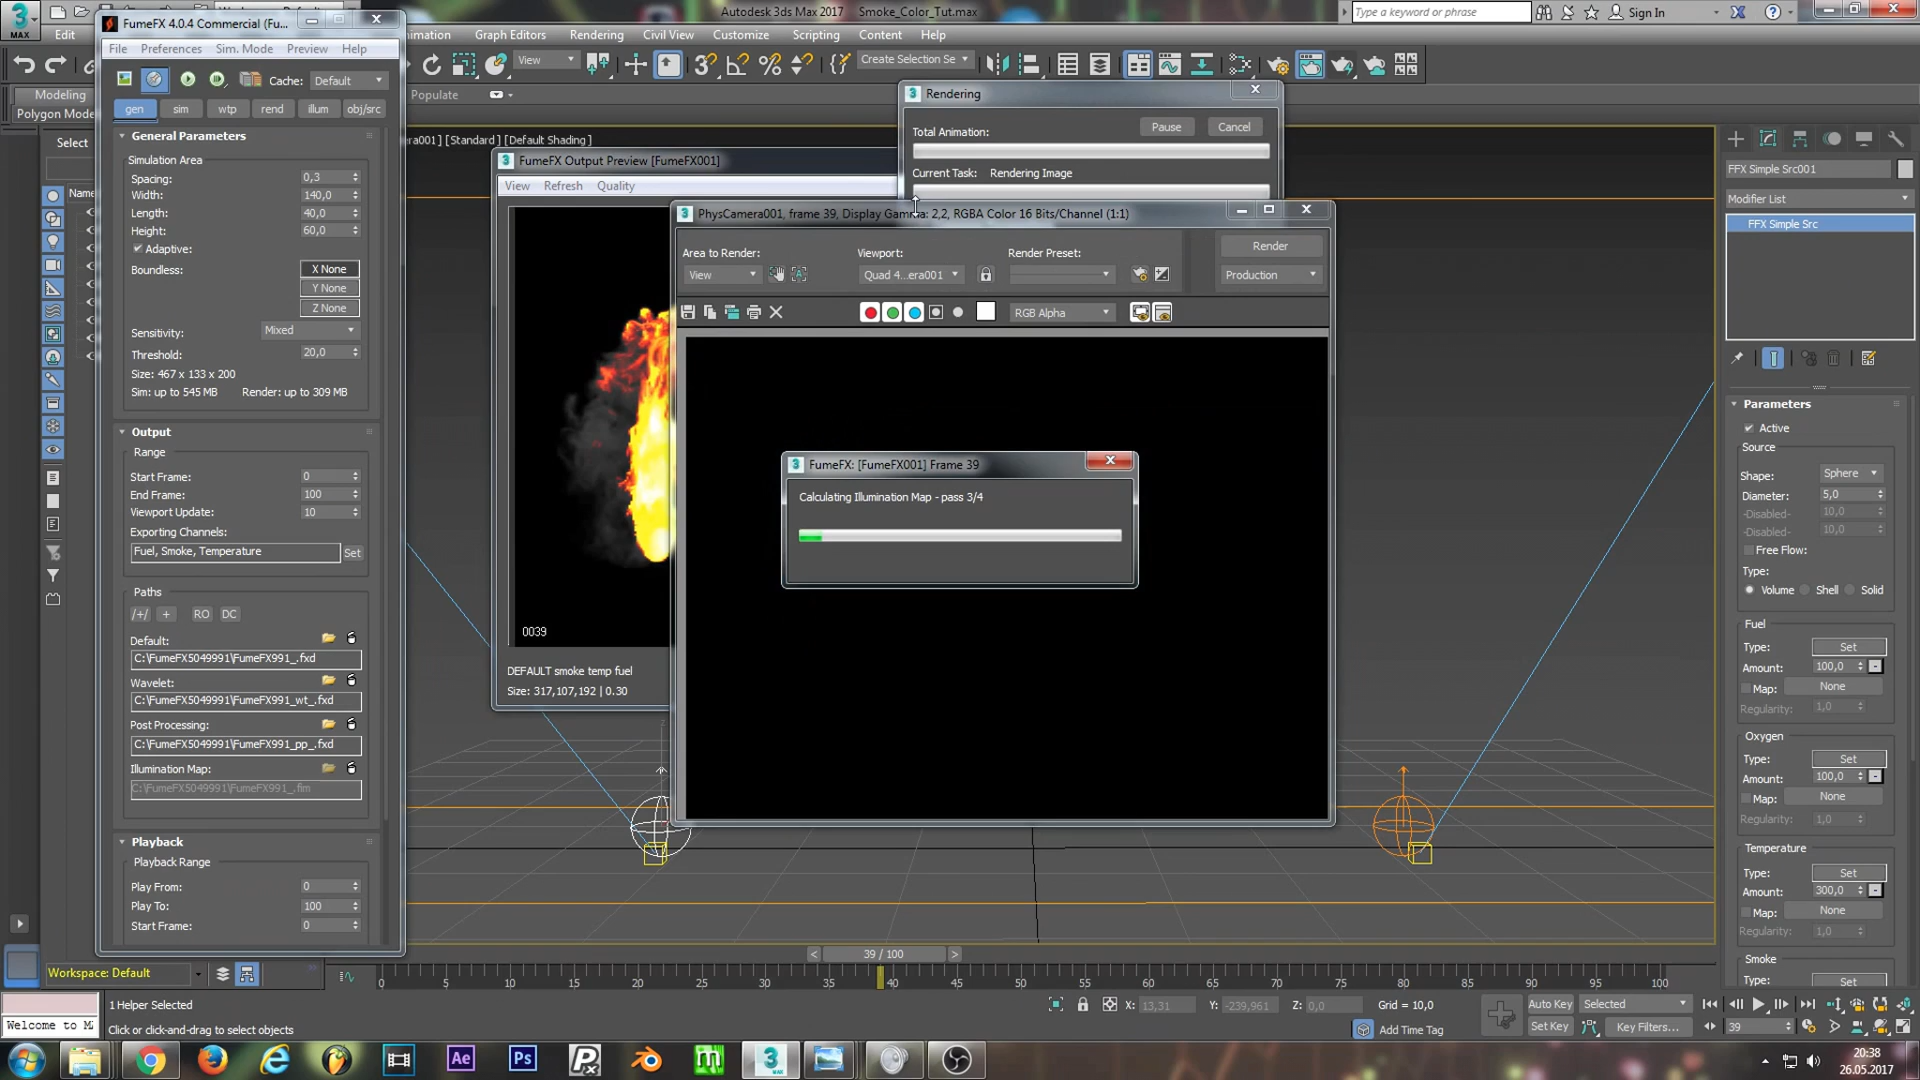 Autodesk 3ds Max 2017    Smoke_Color_Tut.max
Type a keyword or phrase
Sign In
MAX
Edit
Graph Editors
Rendering
Civil View
Customize
Scripting
Content
Help
View
Create Selection Se
Modeling
Populate
Polygon Mode
Select
Name
FumeFX 4.0.4 Commercial (Fu...
File
Preferences
Sim. Mode
Preview
Help
Cache:
Default
gen
sim
wtp
rend
illum
obj/src
General Parameters
Simulation Area
Spacing:
0,3
Width:
140,0
Length:
40,0
Height:
60,0
Adaptive:
Boundless:
X None
Y None
Z None
Sensitivity:
Mixed
Threshold:
20,0
Size: 467 x 133 x 200
Sim: up to 545 MB
Render: up to 309 MB
Output
Range
Start Frame:
0
End Frame:
100
Viewport Update:
10
Exporting Channels:
Fuel, Smoke, Temperature
Set
Paths
/+/
+
RO
DC
Default:
C:\FumeFX5049991\FumeFX991_.fxd
Wavelet:
C:\FumeFX5049991\FumeFX991_wt_.fxd
Post Processing:
C:\FumeFX5049991\FumeFX991_pp_.fxd
Illumination Map:
C:\FumeFX5049991\FumeFX991_.fim
Playback
Playback Range
Play From:
0
Play To:
100
Start Frame:
0
era001] [Standard] [Default Shading]
FumeFX Output Preview [FumeFX001]
View
Refresh
Quality
0039
DEFAULT smoke temp fuel
Size: 317,107,192 | 0.30
Rendering
Total Animation:
Pause
Cancel
Current Task:
Rendering Image
PhysCamera001, frame 39, Display Gamma: 2,2, RGBA Color 16 Bits/Channel (1:1)
Area to Render:
View
Viewport:
Quad 4...era001
Render Preset:
Render
Production
RGB Alpha
FumeFX: [FumeFX001] Frame 39
Calculating Illumination Map - pass 3/4
FFX Simple Src001
Modifier List
FFX Simple Src
Parameters
Active
Source
Shape:
Sphere
Diameter:
5,0
-Disabled-
10,0
-Disabled-
10,0
Free Flow:
Type:
Volume
Shell
Solid
Fuel
Type:
Set
Amount:
100,0
Map:
None
Regularity:
1,0
Oxygen
Type:
Set
Amount:
100,0
Map:
None
Regularity:
1,0
Temperature
Type:
Set
Amount:
300,0
Map:
None
Regularity:
1,0
Smoke
Type:
Set
39 / 100
Workspace: Default
0
5
10
15
20
25
30
35
40
45
50
55
60
65
70
75
80
85
90
95
100
1 Helper Selected
X:
13,31
Y:
-239,961
Z:
0,0
Grid = 10,0
Auto Key
Selected
Welcome to M
Click or click-and-drag to select objects
Add Time Tag
Set Key
Key Filters...
39
Ae
Ps
3
MAX
20:38
26.05.2017